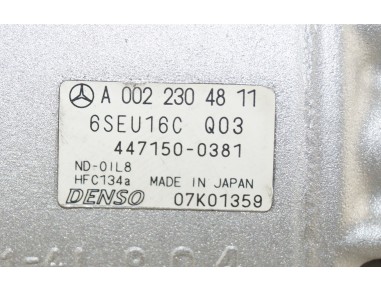 A 002 230 48 11
6SEU16C Q03
447150-0381
ND-OIL8
HFC134a MADE IN JAPAN
DENSO 07K01359